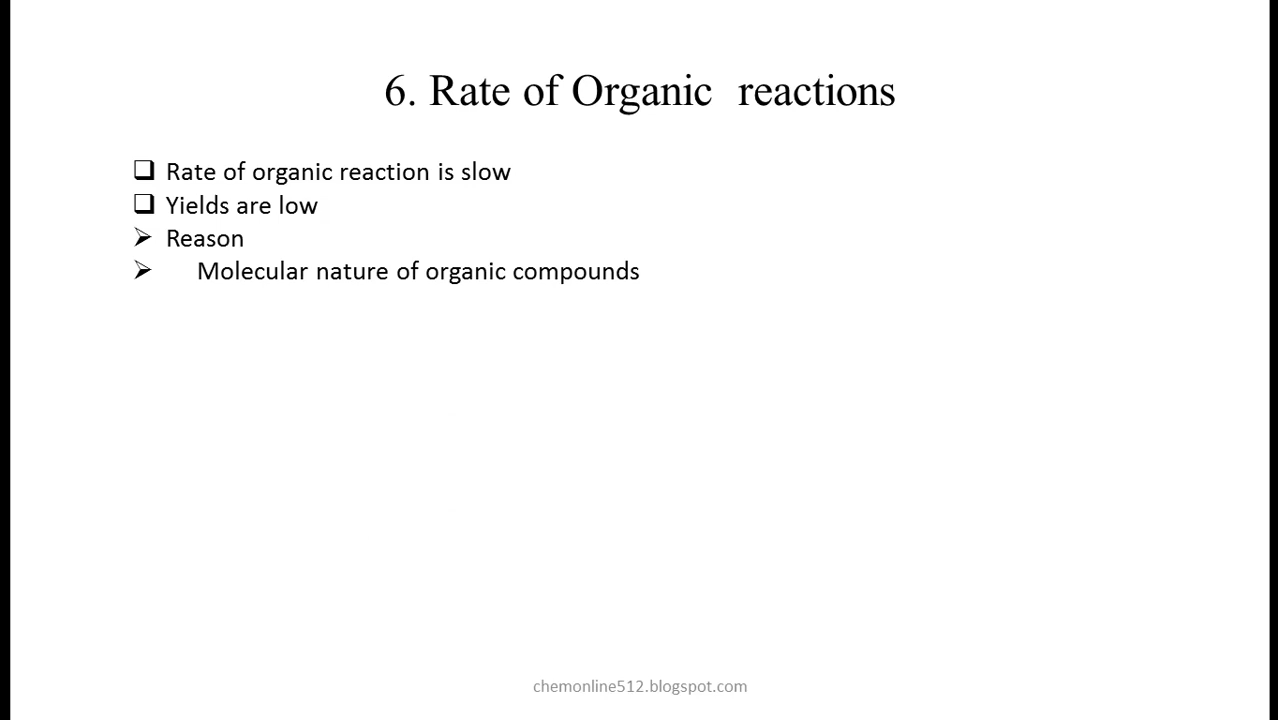 6. Rate of Organic  reactions
❑ Rate of organic reaction is slow
❑ Yields are low
➢ Reason
➢ Molecular nature of organic compounds
chemonline512.blogspot.com